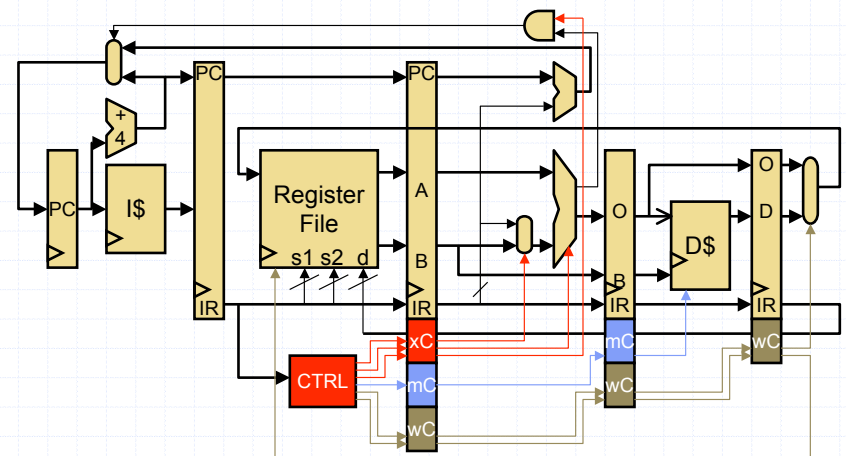 PC
PC
+
4
O
Register
File
PC
I$
A
O
D
D$
s1 s2 d
B
B
IR
IR
IR
IR
xC
mC
wC
CTRL
mC
wC
wC